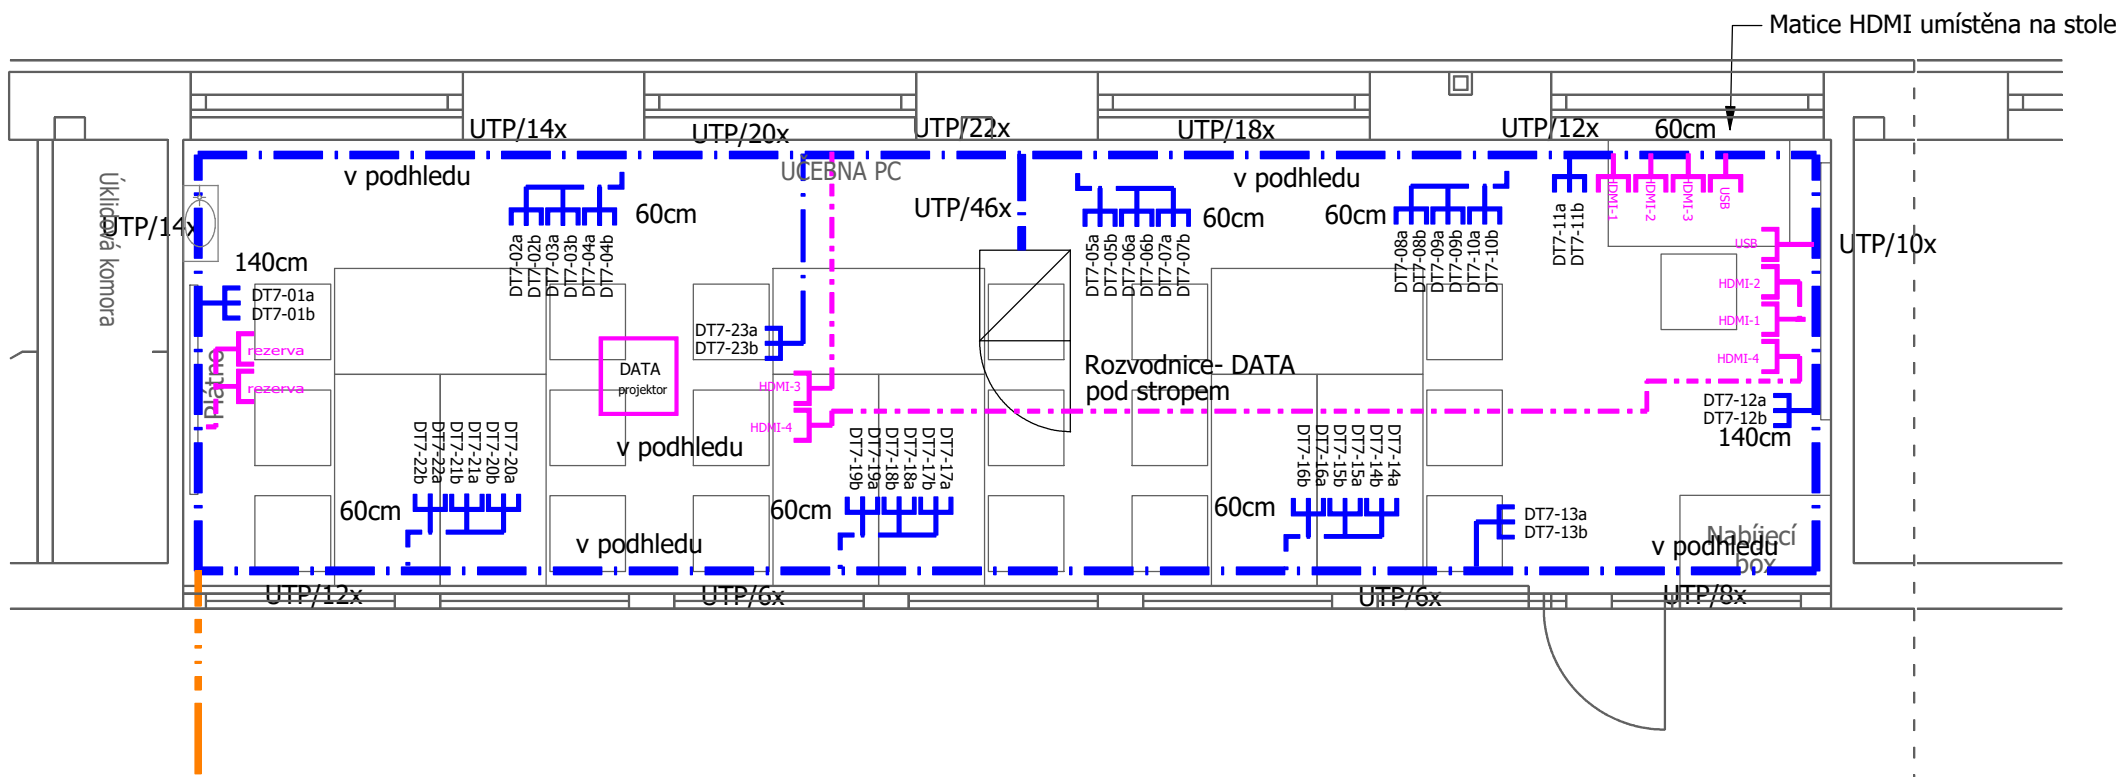 Matice HDMI umístěna na stole
UTP/14x
UTP/20x
UTP/22x
UTP/18x
UTP/12x
60cm
v podhledu
UČEBNA PC
v podhledu
Úklidová komora
UTP/14x
60cm
UTP/46x
60cm
60cm
UTP/10x
DT7-02a
DT7-02b
DT7-03a
DT7-03b
DT7-04a
DT7-04b
DT7-05a
DT7-05b
DT7-06a
DT7-06b
DT7-07a
DT7-07b
DT7-08a
DT7-08b
DT7-09a
DT7-09b
DT7-10a
DT7-10b
DT7-11a
DT7-11b
HDMI-1
HDMI-2
HDMI-3
USB
USB
HDMI-2
HDMI-1
HDMI-4
140cm
DT7-01a
DT7-01b
rezerva
rezerva
Plátno
DATA
projektor
DT7-23a
DT7-23b
HDMI-3
HDMI-4
Rozvodnice- DATA
pod stropem
DT7-12a
DT7-12b
140cm
v podhledu
DT7-22b
DT7-22a
DT7-21b
DT7-21a
DT7-20b
DT7-20a
60cm
DT7-19b
DT7-19a
DT7-18b
DT7-18a
DT7-17b
DT7-17a
60cm
DT7-16b
DT7-16a
DT7-15b
DT7-15a
DT7-14b
DT7-14a
60cm
DT7-13a
DT7-13b
Nabíjecí
box
v podhledu
v podhledu
UTP/12x
UTP/6x
UTP/6x
UTP/8x